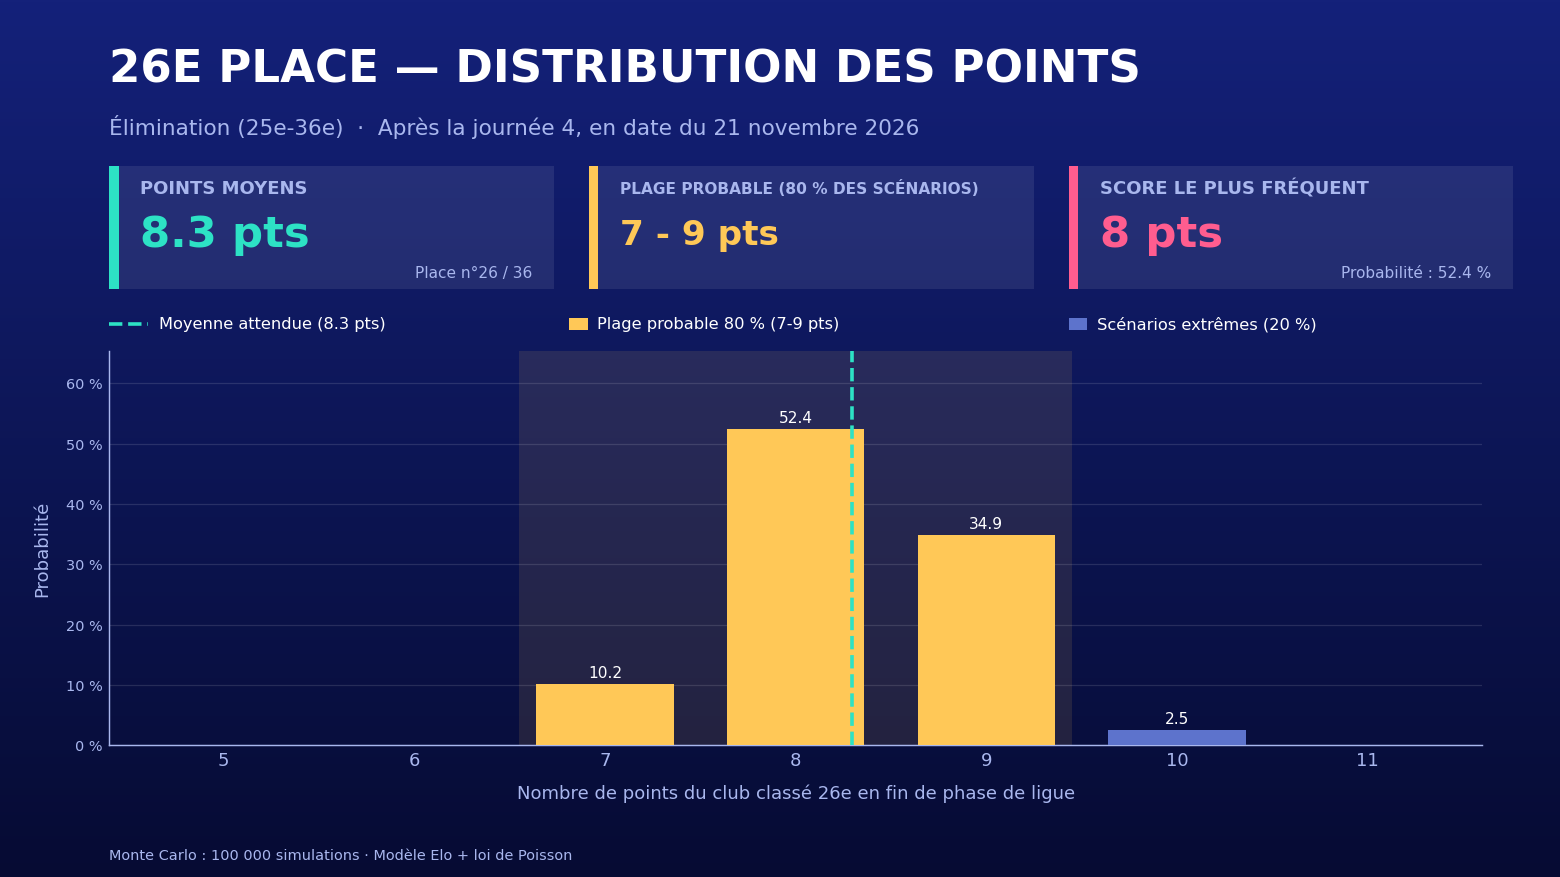 26E PLACE — DISTRIBUTION DES POINTS
Élimination (25e-36e) · Après la journée 4, en date du 21 novembre 2026
POINTS MOYENS
8.3 pts
Place n°26 / 36
PLAGE PROBABLE (80 % DES SCÉNARIOS)
7 - 9 pts
SCORE LE PLUS FRÉQUENT
8 pts
Probabilité : 52.4 %
Moyenne attendue (8.3 pts)
Plage probable 80 % (7-9 pts)
Scénarios extrêmes (20 %)
Probabilité
60 %
50 %
40 %
30 %
20 %
10 %
0 %
10.2
52.4
34.9
2.5
5 6 7 8 9 10 11
Nombre de points du club classé 26e en fin de phase de ligue
Monte Carlo : 100 000 simulations · Modèle Elo + loi de Poisson